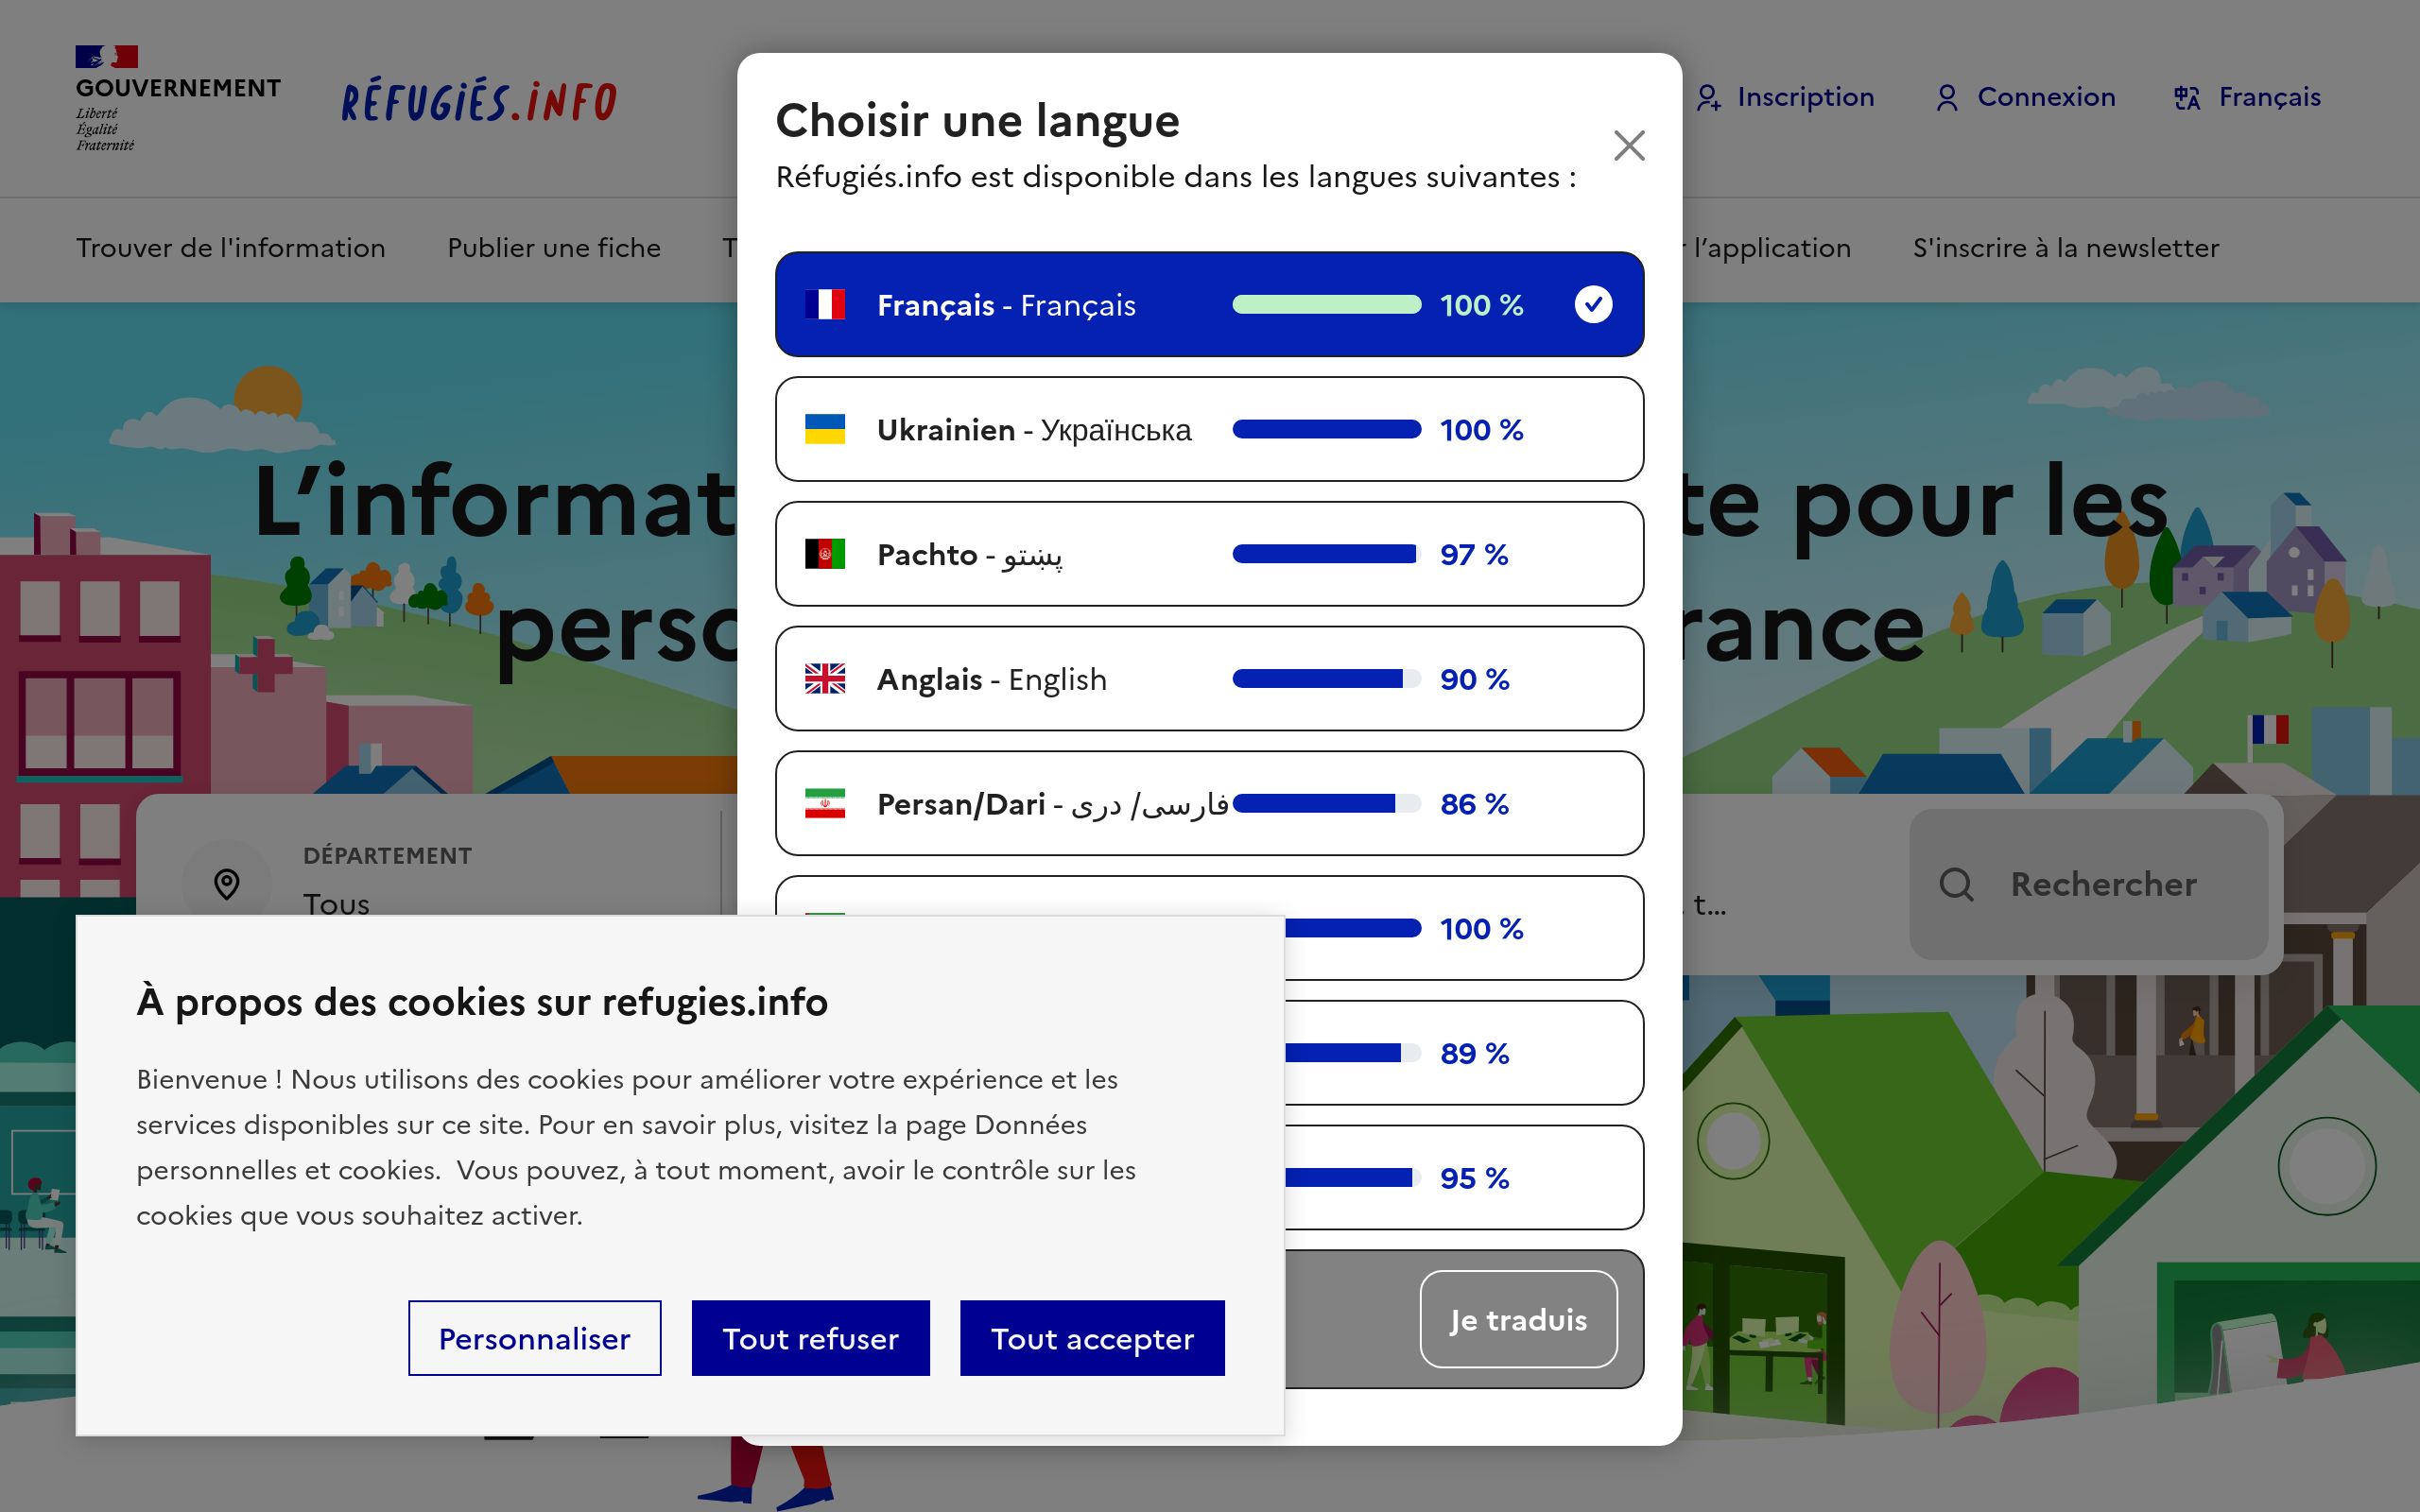 GOUVERNEMENT
Liberté
Égalité
Fraternité
RÉFUGIÉS.INFO
Inscription
Connexion
Français
Trouver de l'information
Publier une fiche
T
l’application
S'inscrire à la newsletter
Choisir une langue
Réfugiés.info est disponible dans les langues suivantes :
Français - Français 100 %
Ukrainien - Українська 100 %
Pachto - پښتو 97 %
Anglais - English 90 %
Persan/Dari - فارسی/ دری 86 %
100 %
89 %
95 %
Je traduis
L’informat
te pour les
perso
rance
DÉPARTEMENT
Tous
t...
Rechercher
À propos des cookies sur refugies.info
Bienvenue ! Nous utilisons des cookies pour améliorer votre expérience et les
services disponibles sur ce site. Pour en savoir plus, visitez la page Données
personnelles et cookies.  Vous pouvez, à tout moment, avoir le contrôle sur les
cookies que vous souhaitez activer.
Personnaliser
Tout refuser
Tout accepter